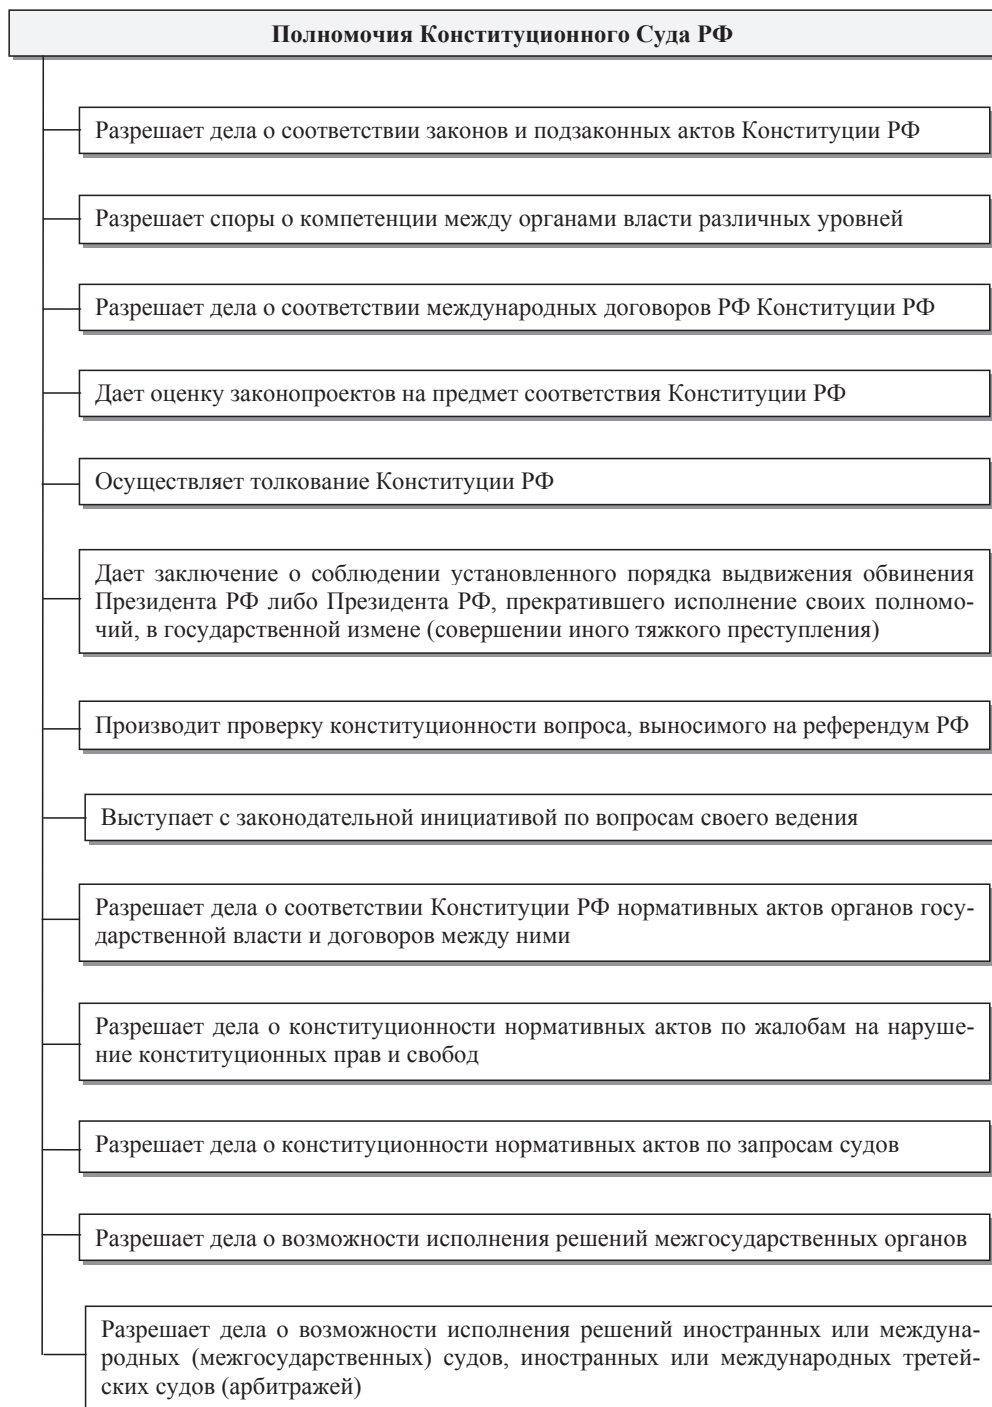 Полномочия Конституционного Суда РФ
Разрешает дела о соответствии законов и подзаконных актов Конституции РФ
Разрешает споры о компетенции между органами власти различных уровней
Разрешает дела о соответствии международных договоров РФ Конституции РФ
Дает оценку законопроектов на предмет соответствия Конституции РФ
Осуществляет толкование Конституции РФ
Дает заключение о соблюдении установленного порядка выдвижения обвинения
Президента РФ либо Президента РФ, прекратившего исполнение своих полномо-
чий, в государственной измене (совершении иного тяжкого преступления)
Производит проверку конституционности вопроса, выносимого на референдум РФ
Выступает с законодательной инициативой по вопросам своего ведения
Разрешает дела о соответствии Конституции РФ нормативных актов органов госу-
дарственной власти и договоров между ними
Разрешает дела о конституционности нормативных актов по жалобам на наруше-
ние конституционных прав и свобод
Разрешает дела о конституционности нормативных актов по запросам судов
Разрешает дела о возможности исполнения решений межгосударственных органов
Разрешает дела о возможности исполнения решений иностранных или междуна-
родных (межгосударственных) судов, иностранных или международных третей-
ских судов (арбитражей)